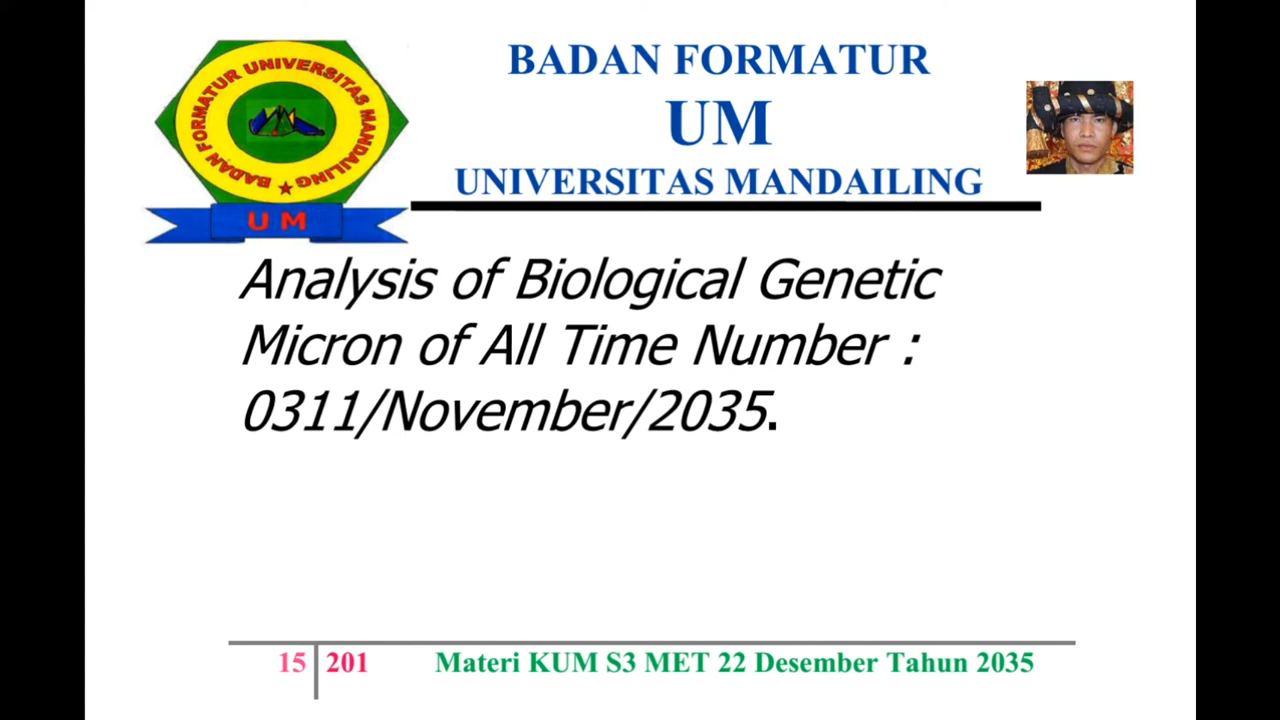 BADAN FORMATUR UNIVERSITAS MANDAILING
U M
BADAN FORMATUR
UM
UNIVERSITAS MANDAILING
Analysis of Biological Genetic
Micron of All Time Number :
0311/November/2035.
15 201 Materi KUM S3 MET 22 Desember Tahun 2035